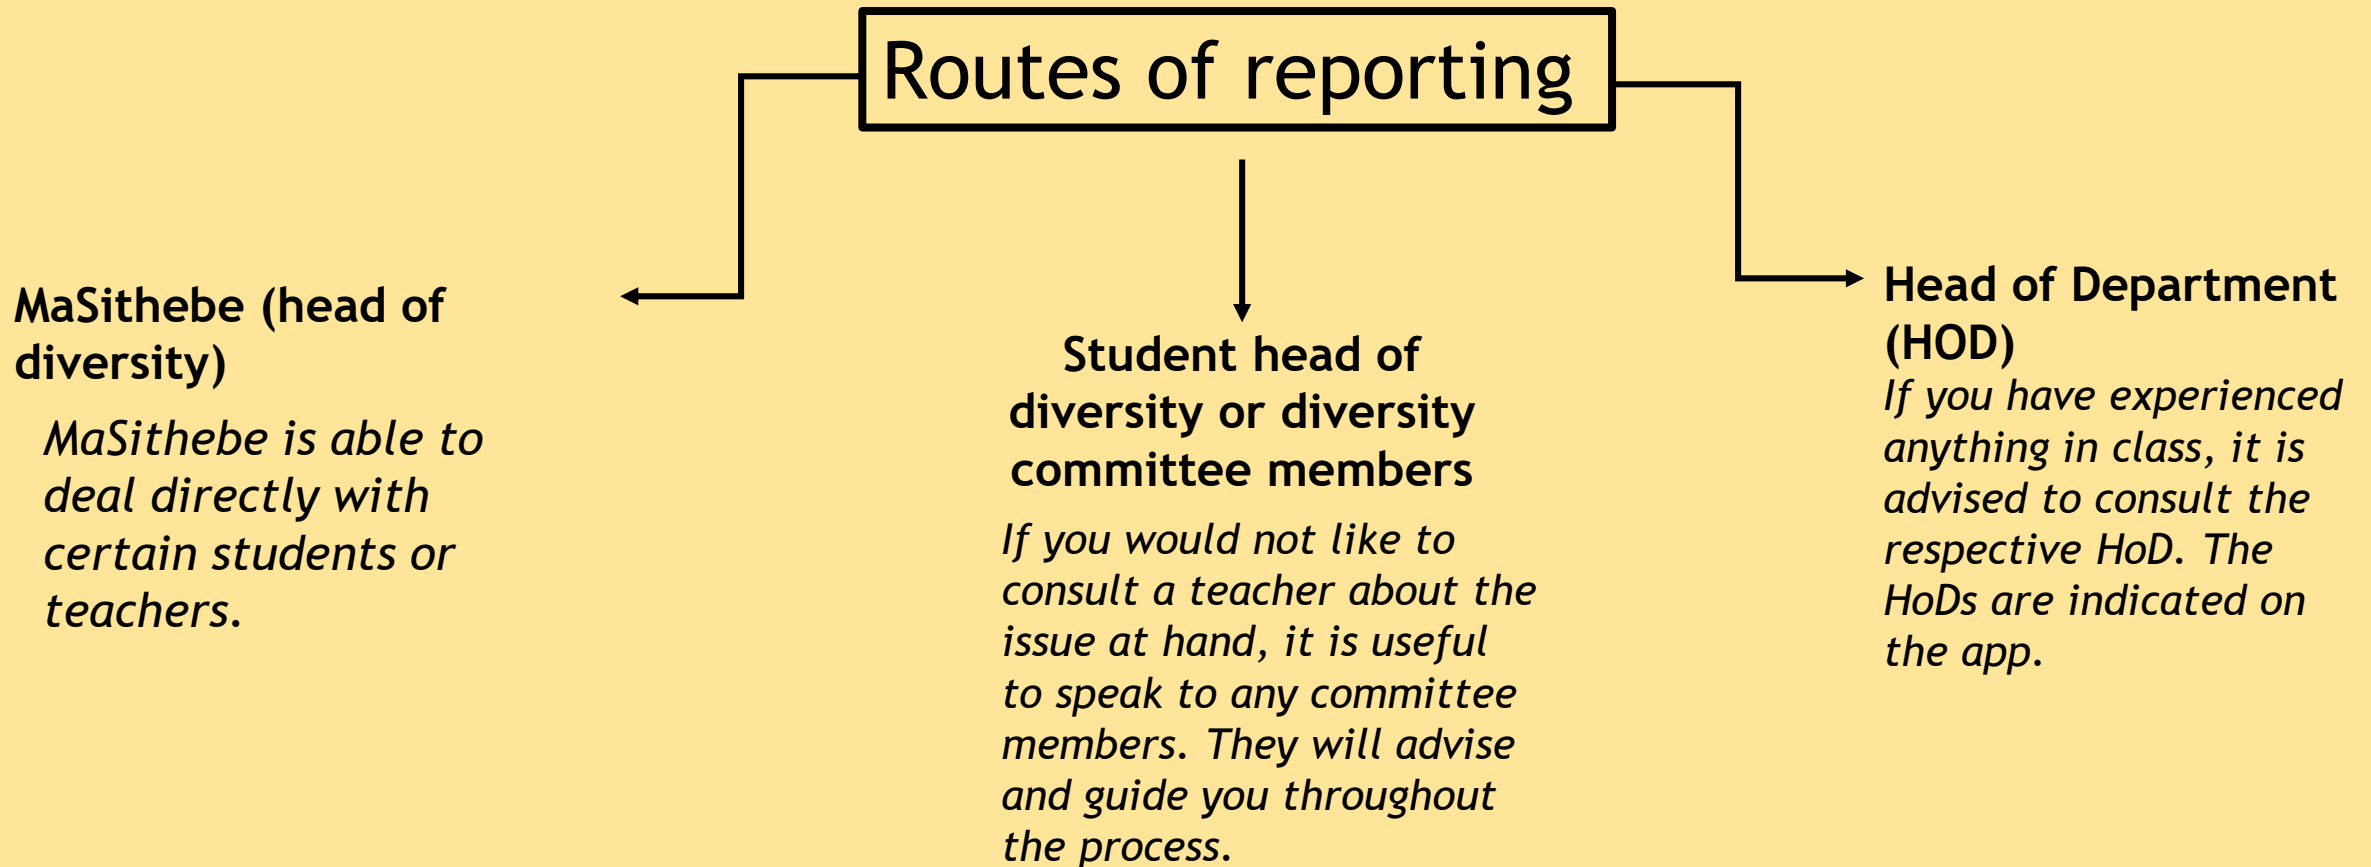 Routes of reporting
MaSithebe (head of
diversity)
MaSithebe is able to
deal directly with
certain students or
teachers.
Student head of
diversity or diversity
committee members
If you would not like to
consult a teacher about the
issue at hand, it is useful
to speak to any committee
members. They will advise
and guide you throughout
the process.
Head of Department
(HOD)
If you have experienced
anything in class, it is
advised to consult the
respective HoD. The
HoDs are indicated on
the app.